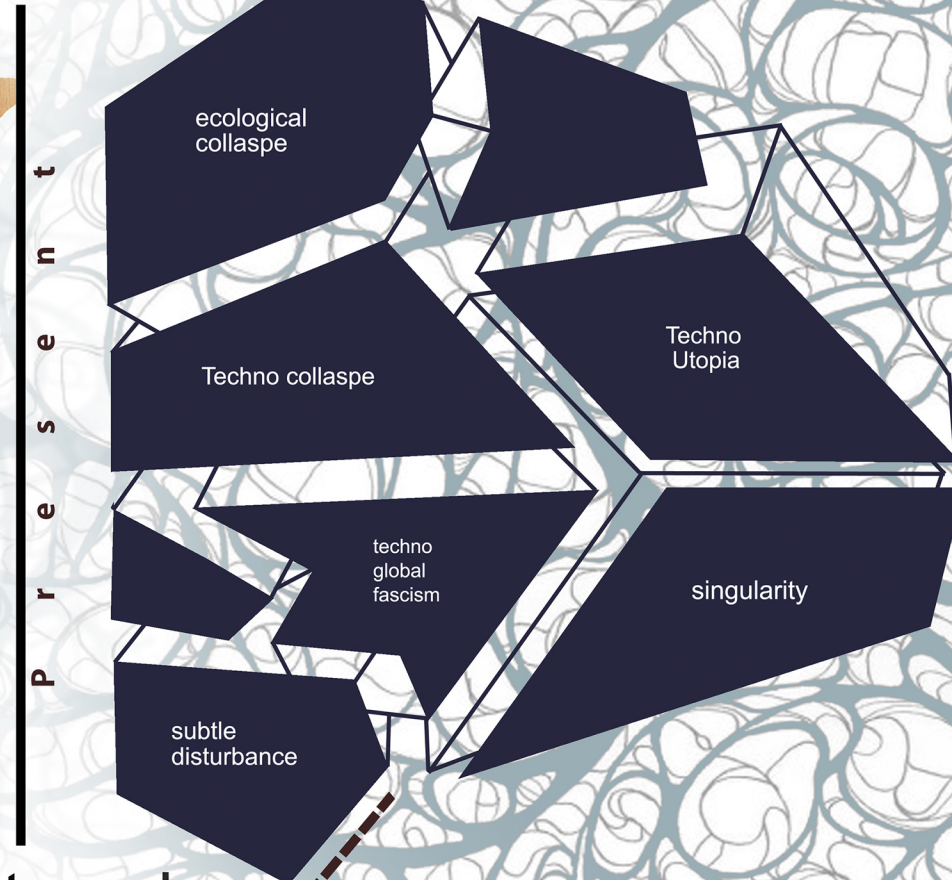 ecological
collaspe
Techno
Utopia
Techno collaspe
techno
global
fascism
singularity
subtle
disturbance
Present